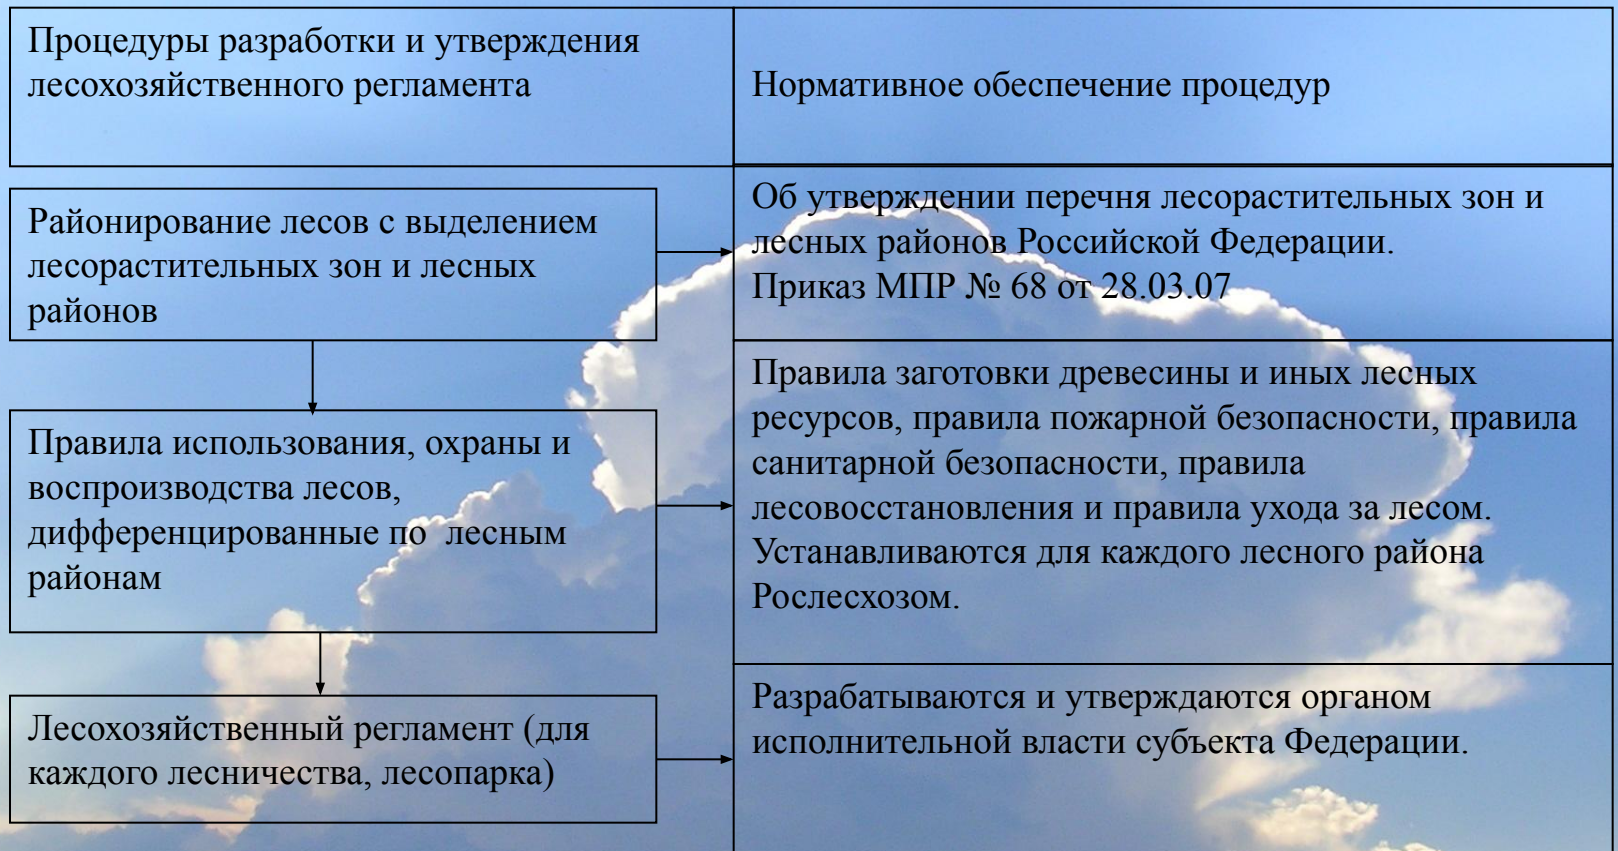 Процедуры разработки и утверждения
лесохозяйственного регламента
Нормативное обеспечение процедур
Районирование лесов с выделением
лесорастительных зон и лесных
районов
Об утверждении перечня лесорастительных зон и
лесных районов Российской Федерации.
Приказ МПР № 68 от 28.03.07
Правила использования, охраны и
воспроизводства лесов,
дифференцированные по лесным
районам
Правила заготовки древесины и иных лесных
ресурсов, правила пожарной безопасности, правила
санитарной безопасности, правила
лесовосстановления и правила ухода за лесом.
Устанавливаются для каждого лесного района
Рослесхозом.
Лесохозяйственный регламент (для
каждого лесничества, лесопарка)
Разрабатываются и утверждаются органом
исполнительной власти субъекта Федерации.